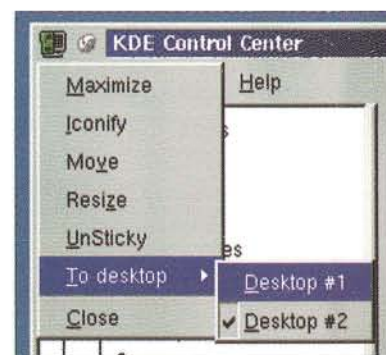 KDE Control Center
Maximize
Help
Iconify
Move
Resize
UnSticky
To desktop
Desktop #1
Close
Desktop #2